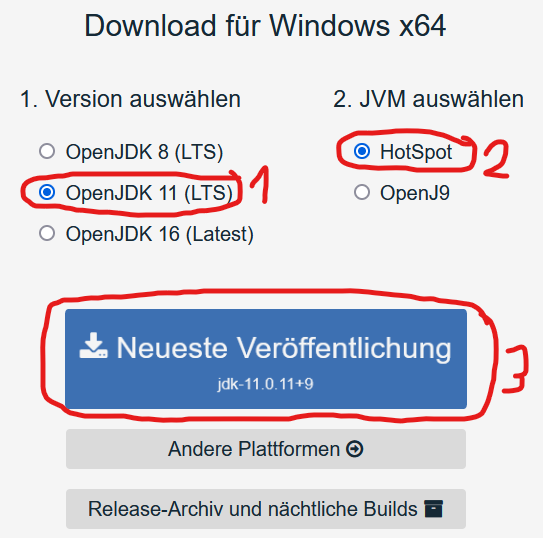 Download für Windows x64
1. Version auswählen
OpenJDK 8 (LTS)
OpenJDK 11 (LTS)
1
OpenJDK 16 (Latest)
2. JVM auswählen
HotSpot
2
OpenJ9
Neueste Veröffentlichung
jdk-11.0.11+9
3
Andere Plattformen
Release-Archiv und nächtliche Builds